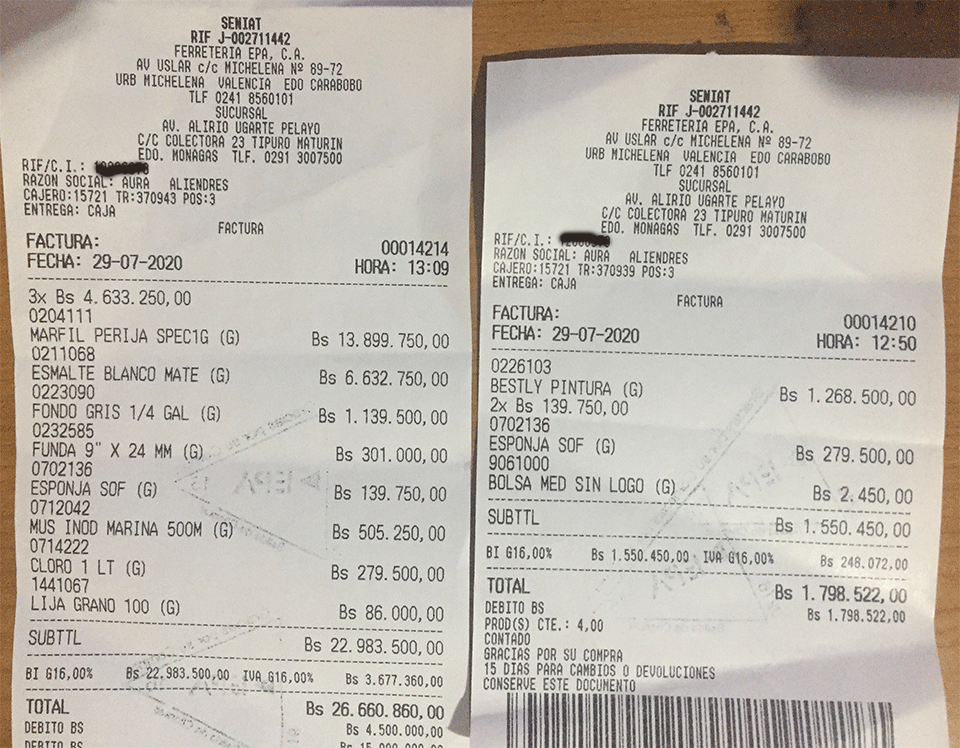 SENIAT
RIF J-002711442
FERRETERIA EPA, C.A.
AV USLAR c/c MICHELENA Nº 89-72
URB MICHELENA VALENCIA EDO CARABOBO
TLF 0241 8560101
SUCURSAL
AV. ALIRIO UGARTE PELAYO
C/C COLECTORA 23 TIPURO MATURIN
EDO. MONAGAS TLF. 0291 3007500
RIF/C.I.:
RAZON SOCIAL: AURA ALIENDRES
CAJERO:15721 TR:370943 POS:3
ENTREGA: CAJA
FACTURA
FACTURA: 00014214
FECHA: 29-07-2020 HORA: 13:09
3x Bs 4.633.250,00
0204111
MARFIL PERIJA SPEC1G (G) Bs 13.899.750,00
0211068
ESMALTE BLANCO MATE (G) Bs 6.632.750,00
0223090
FONDO GRIS 1/4 GAL (G) Bs 1.139.500,00
0232585
FUNDA 9" X 24 MM (G) Bs 301.000,00
0702136
ESPONJA SOF (G) Bs 139.750,00
0712042
MUS INOD MARINA 500M (G) Bs 505.250,00
0714222
CLORO 1 LT (G) Bs 279.500,00
1441067
LIJA GRANO 100 (G) Bs 86.000,00
SUBTTL Bs 22.983.500,00
BI G16,00% Bs 22.983.500,00 IVA G16,00% Bs 3.677.360,00
TOTAL Bs 26.660.860,00
DEBITO BS Bs 4.500.000,00
DEBITO BS
SENIAT
RIF J-002711442
FERRETERIA EPA, C.A.
AV USLAR c/c MICHELENA Nº 89-72
URB MICHELENA VALENCIA EDO CARABOBO
TLF 0241 8560101
SUCURSAL
AV. ALIRIO UGARTE PELAYO
C/C COLECTORA 23 TIPURO MATURIN
EDO. MONAGAS TLF. 0291 3007500
RIF/C.I.:
RAZON SOCIAL: AURA ALIENDRES
CAJERO:15721 TR:370939 POS:3
ENTREGA: CAJA
FACTURA
FACTURA: 00014210
FECHA: 29-07-2020 HORA: 12:50
0226103
BESTLY PINTURA (G) Bs 1.268.500,00
2x Bs 139.750,00
0702136
ESPONJA SOF (G) Bs 279.500,00
9061000
BOLSA MED SIN LOGO (G) Bs 2.450,00
SUBTTL Bs 1.550.450,00
BI G16,00% Bs 1.550.450,00 IVA G16,00% Bs 248.072,00
TOTAL Bs 1.798.522,00
DEBITO BS Bs 1.798.522,00
PROD(S) CTE.: 4,00
CONTADO
GRACIAS POR SU COMPRA
15 DIAS PARA CAMBIOS O DEVOLUCIONES
CONSERVE ESTE DOCUMENTO